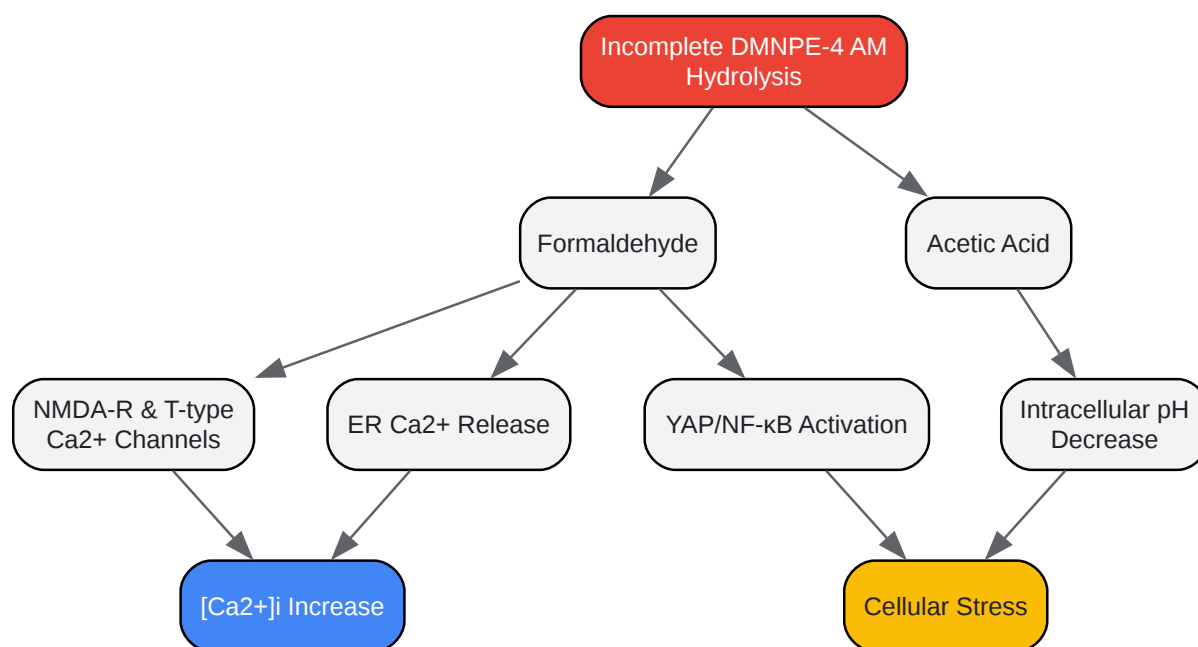 Incomplete DMNPE-4 AM
Hydrolysis
Formaldehyde
Acetic Acid
NMDA-R & T-type
Ca2+ Channels
ER Ca2+ Release
YAP/NF-κB Activation
Intracellular pH
Decrease
[Ca2+]i Increase
Cellular Stress